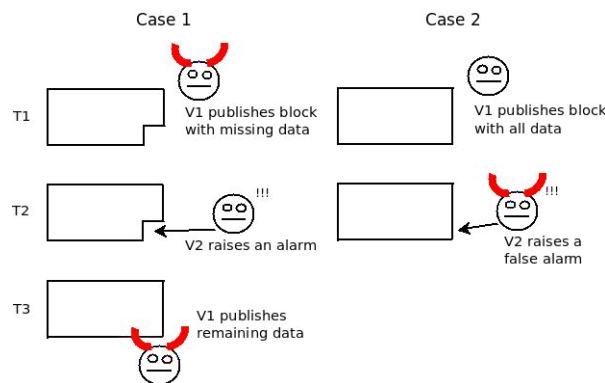 Case 1
Case 2
T1
V1 publishes block
with missing data
V1 publishes block
with all data
T2
!!!
V2 raises an alarm
!!!
V2 raises a
false alarm
T3
V1 publishes
remaining data